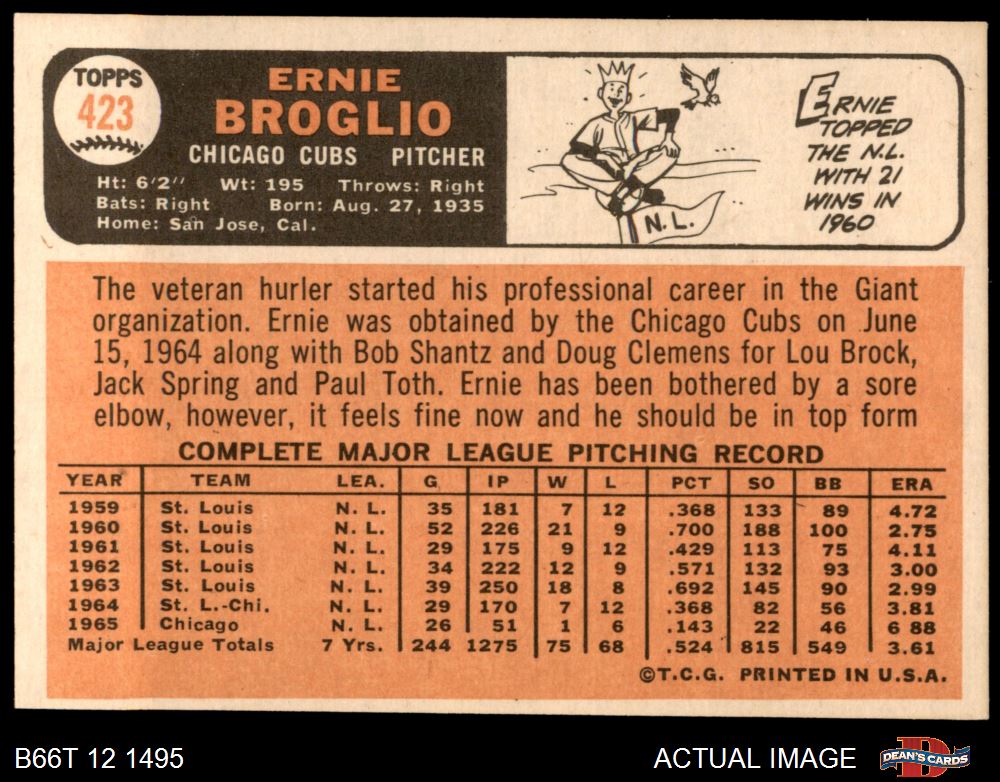 TOPPS
423
ERNIE
BROGLIO
CHICAGO CUBS PITCHER
Ht: 6'2" Wt: 195 Throws: Right
Bats: Right Born: Aug. 27, 1935
Home: San Jose, Cal.
N.L.
ERNIE
TOPPED
THE N.L.
WITH 21
WINS IN
1960
The veteran hurler started his professional career in the Giant
organization. Ernie was obtained by the Chicago Cubs on June
15, 1964 along with Bob Shantz and Doug Clemens for Lou Brock,
Jack Spring and Paul Toth. Ernie has been bothered by a sore
elbow, however, it feels fine now and he should be in top form
COMPLETE MAJOR LEAGUE PITCHING RECORD
YEAR TEAM LEA. G IP W L PCT SO BB ERA
1959 St. Louis N. L. 35 181 7 12 .368 133 89 4.72
1960 St. Louis N. L. 52 226 21 9 .700 188 100 2.75
1961 St. Louis N. L. 29 175 9 12 .429 113 75 4.11
1962 St. Louis N. L. 34 222 12 9 .571 132 93 3.00
1963 St. Louis N. L. 39 250 18 8 .692 145 90 2.99
1964 St. L.-Chi. N. L. 29 170 7 12 .368 82 56 3.81
1965 Chicago N. L. 26 51 1 6 .143 22 46 6 88
Major League Totals 7 Yrs. 244 1275 75 68 .524 815 549 3.61
©T.C.G. PRINTED IN U.S.A.
B66T 12 1495 ACTUAL IMAGE DEAN'S CARDS